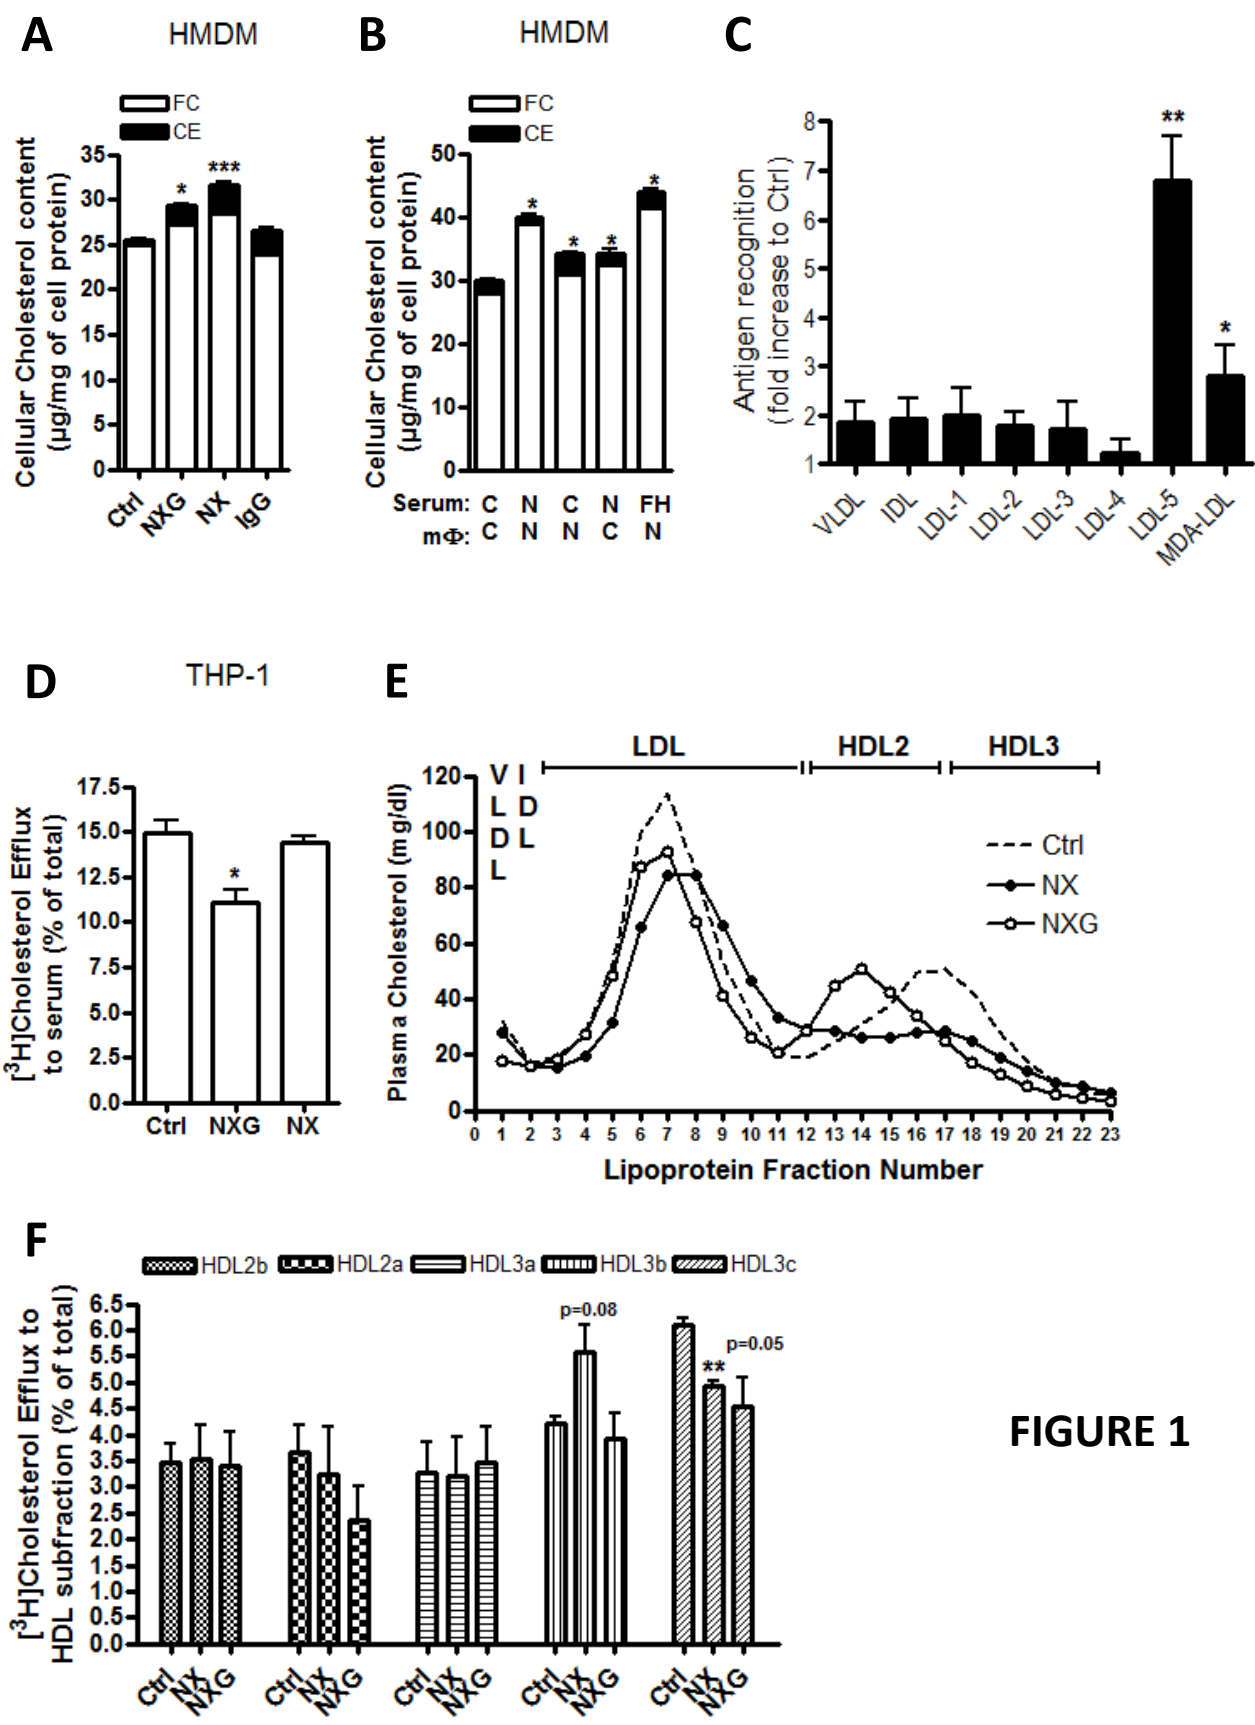 A
HMDM
FC
CE
Cellular Cholesterol content
(µg/mg of cell protein)
35
30
25
20
15
10
5
0
*
***
Ctrl
NXG
NX
IgG
B
HMDM
FC
CE
Cellular Cholesterol content
(µg/mg of cell protein)
50
40
30
20
10
0
*
*
*
*
Serum: C N C N FH
mΦ: C N N C N
C
Antigen recognition
(fold increase to Ctrl)
8
7
6
5
4
3
2
1
**
*
VLDL
IDL
LDL-1
LDL-2
LDL-3
LDL-4
LDL-5
MDA-LDL
D
THP-1
[³H]Cholesterol Efflux
to serum (% of total)
17.5
15.0
12.5
10.0
7.5
5.0
2.5
0.0
*
Ctrl NXG NX
E
LDL HDL2 HDL3
VLDL
IDL
Plasma Cholesterol (mg/dl)
120
100
80
60
40
20
0
Ctrl
NX
NXG
0 1 2 3 4 5 6 7 8 9 10 11 12 13 14 15 16 17 18 19 20 21 22 23
Lipoprotein Fraction Number
F
HDL2b HDL2a HDL3a HDL3b HDL3c
[³H]Cholesterol Efflux to
HDL subfraction (% of total)
6.5
6.0
5.5
5.0
4.5
4.0
3.5
3.0
2.5
2.0
1.5
1.0
0.5
0.0
p=0.08
**
p=0.05
Ctrl NX NXG Ctrl NX NXG Ctrl NX NXG Ctrl NX NXG Ctrl NX NXG
FIGURE 1